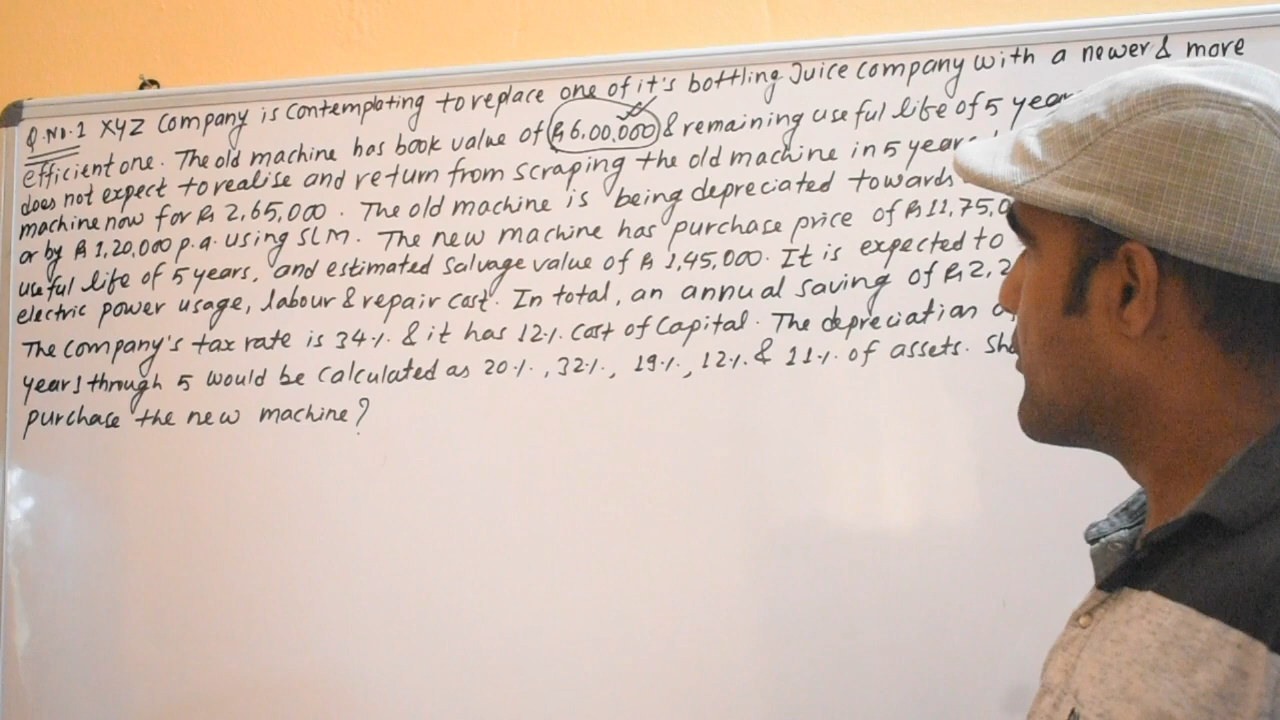 Q.No.1 XYZ Company is contemplating to replace one of it's bottling Juice company with a newer & more
efficient one. The old machine has book value of ₨ 6,00,000 & remaining useful life of 5 year
does not expect to realise and return from scraping the old machine in 5 year
machine now for ₨ 2,65,000. The old machine is being depreciated towards
or by ₨ 1,20,000 p.a. using SLM. The new machine has purchase price of ₨ 11,75,0
useful life of 5 years, and estimated salvage value of ₨ 1,45,000. It is expected to
electric power usage, labour & repair cost. In total, an annual saving of ₨ 2,2
The company's tax rate is 34% & it has 12% cost of capital. The depreciation
years 1 through 5 would be calculated as 20%, 32%, 19%, 12% & 11% of assets.
purchase the new machine?